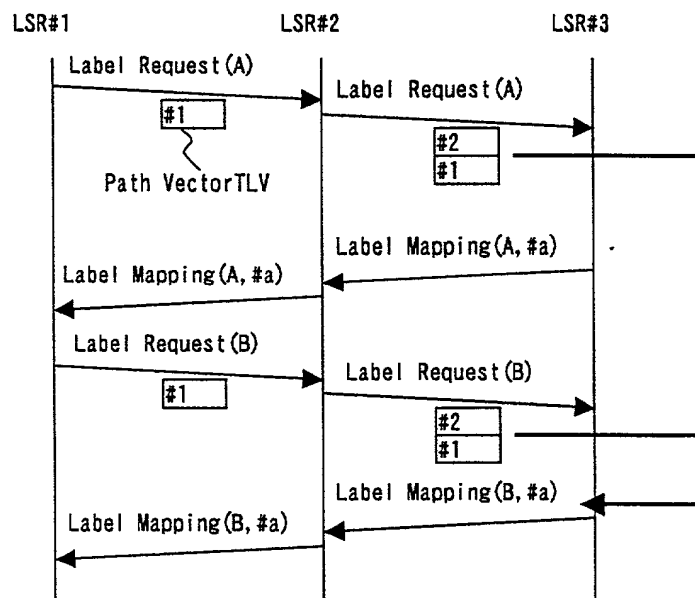 LSR#1 LSR#2 LSR#3
Label Request(A)
Label Request(A)
#1
#2
#1
Path VectorTLV
Label Mapping(A, #a)
Label Mapping(A, #a)
Label Request(B)
Label Request(B)
#1
#2
#1
Label Mapping(B, #a)
Label Mapping(B, #a)